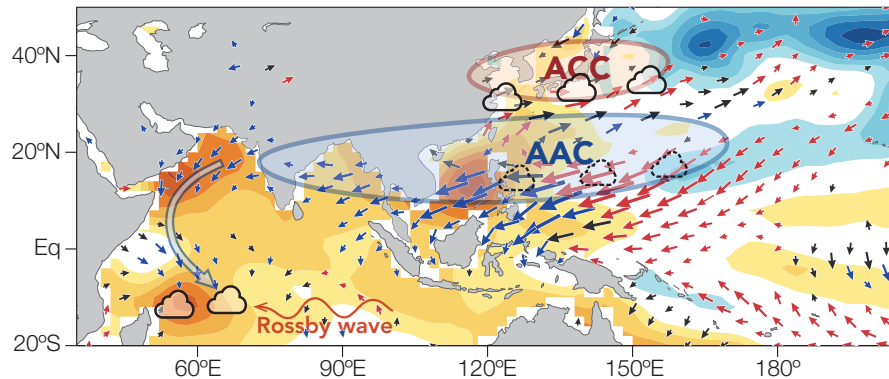 40ºN
ACC
20ºN
AAC
Eq
Rossby wave
20ºS
60ºE
90ºE
120ºE
150ºE
180º